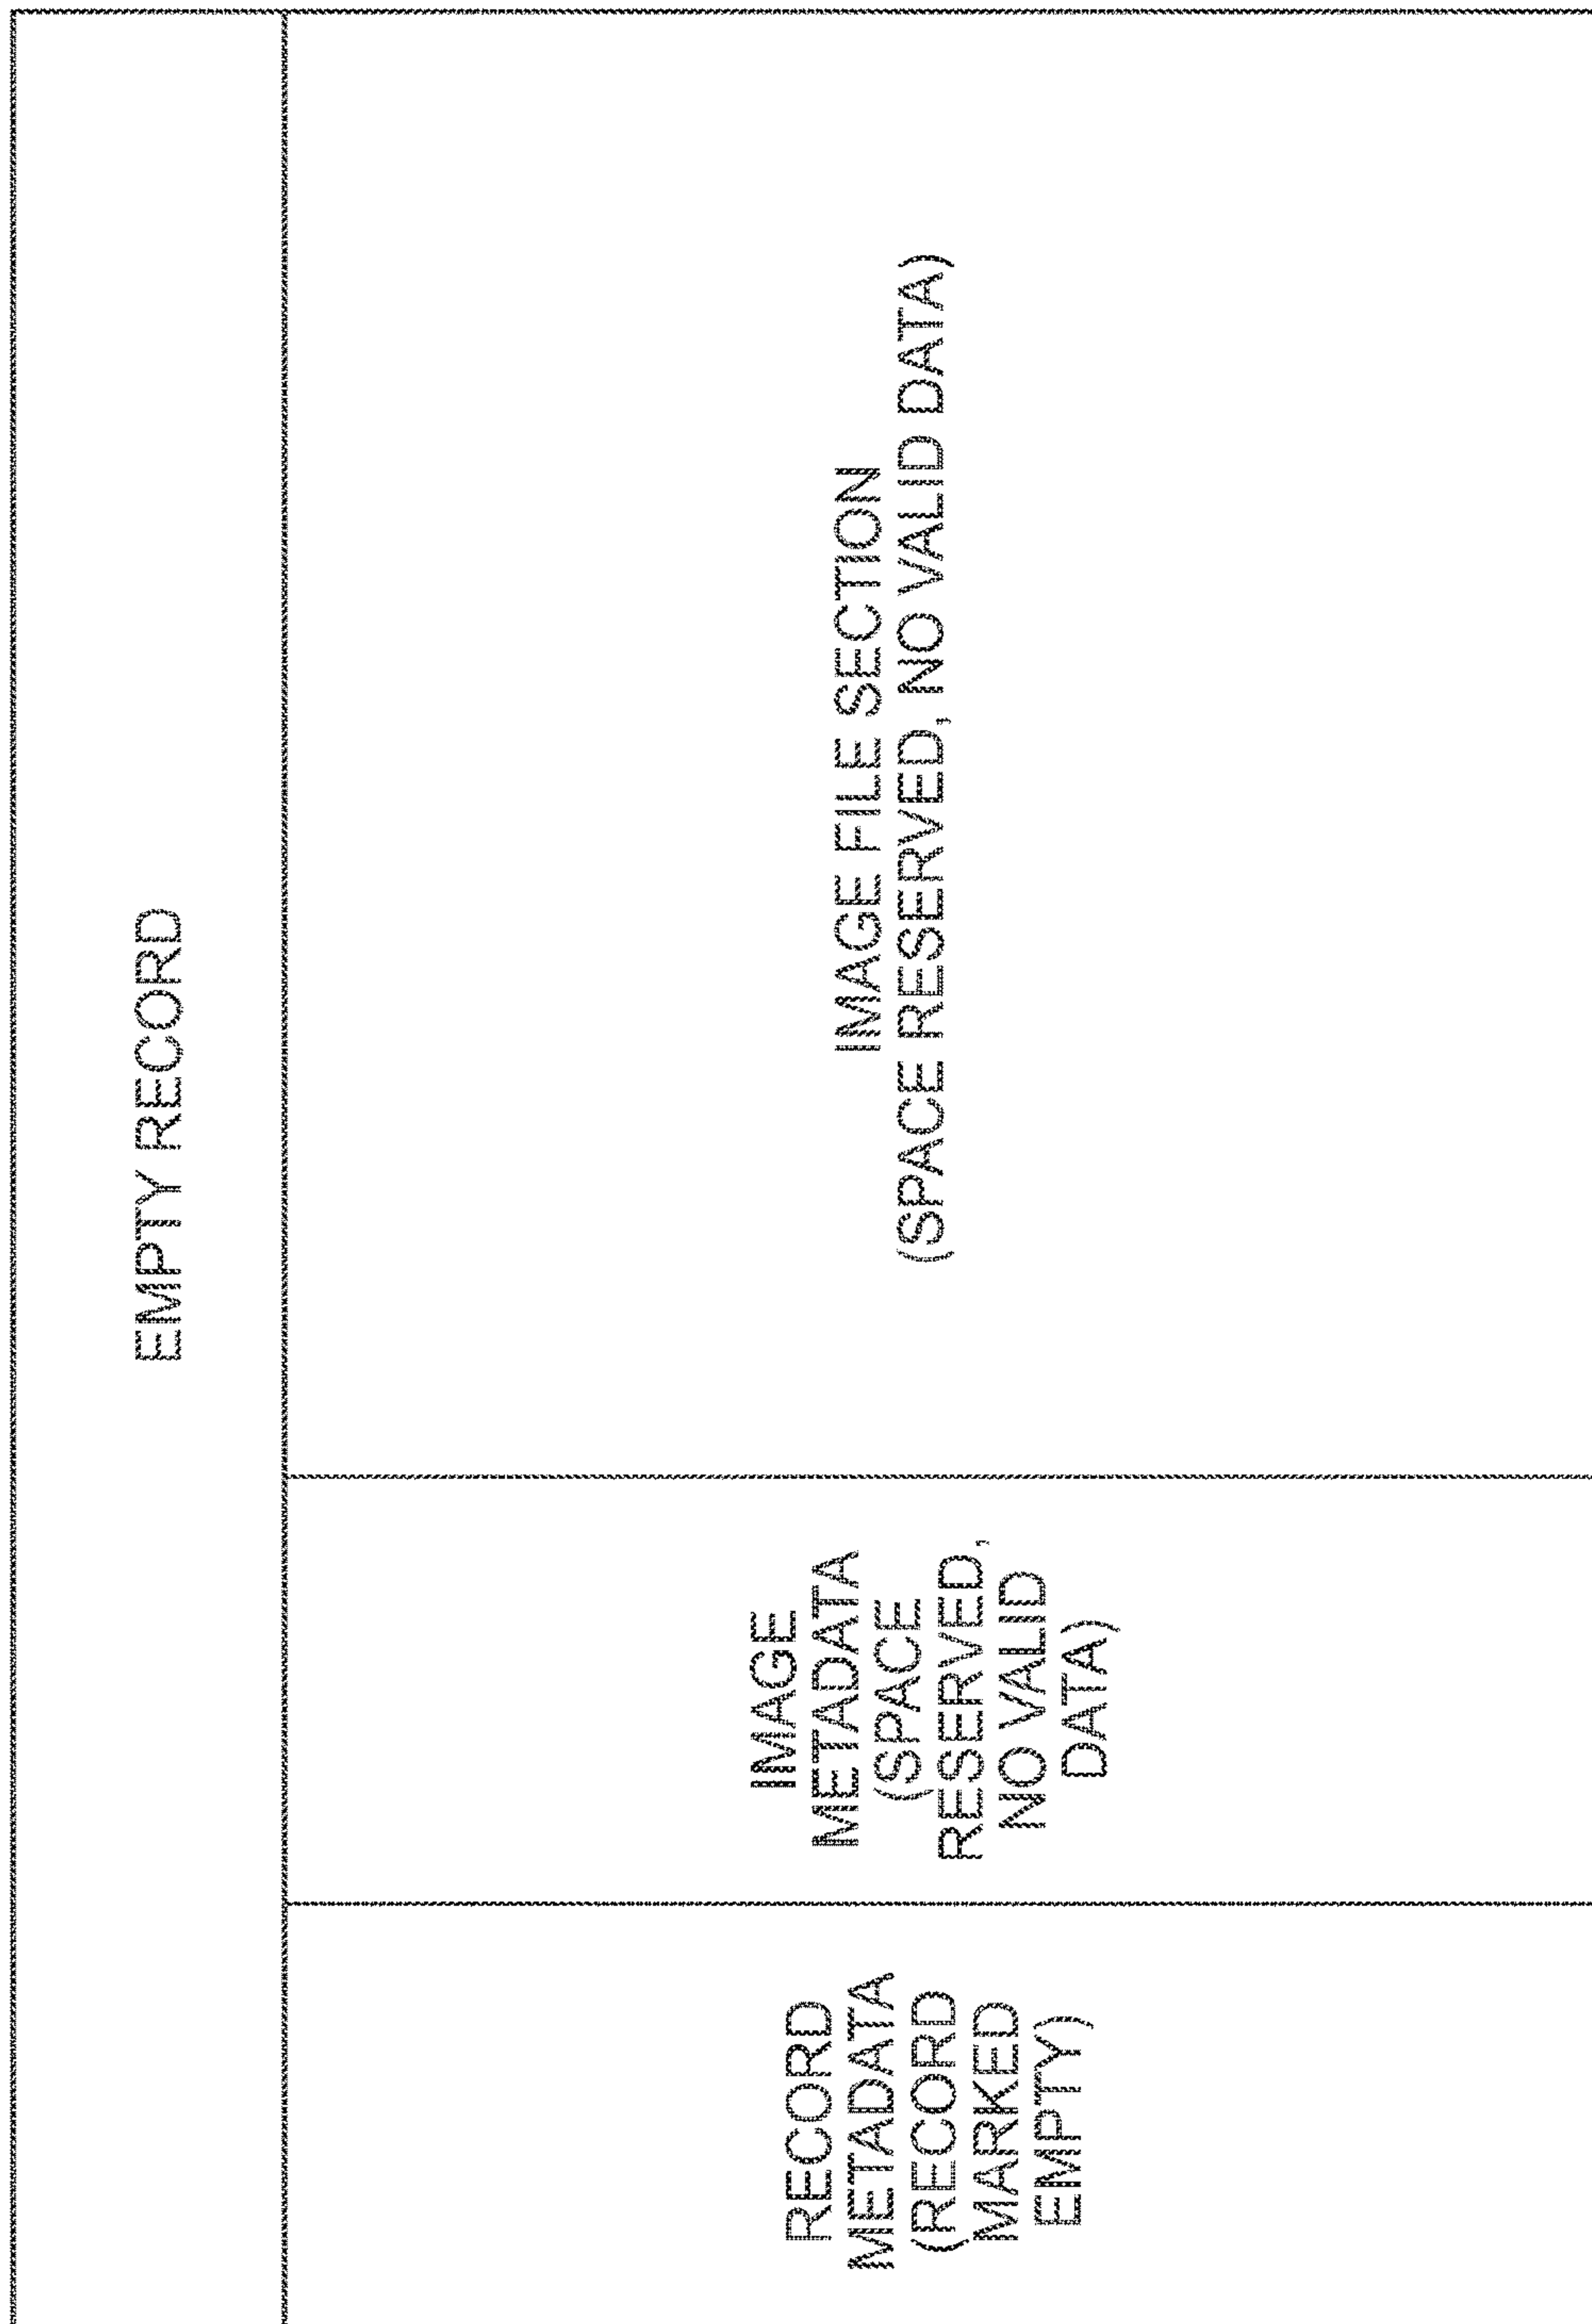 EMPTY RECORD
RECORD
METADATA
(RECORD
MARKED
EMPTY)
IMAGE
METADATA
(SPACE
RESERVED,
NO VALID
DATA)
IMAGE FILE SECTION
(SPACE RESERVED, NO VALID DATA)